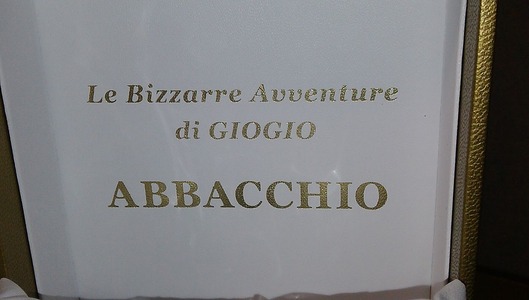 Le Bizzarre Avventure
di GIOGIO
ABBACCHIO